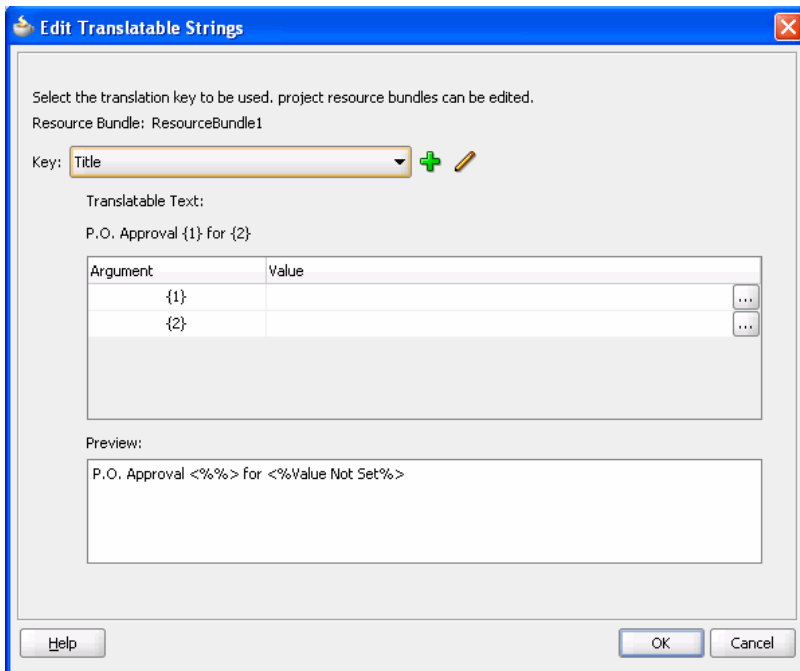 Edit Translatable Strings
Select the translation key to be used. project resource bundles can be edited.
Resource Bundle: ResourceBundle1
Key: Title
Translatable Text:
P.O. Approval {1} for {2}
Argument Value
{1} ...
{2} ...
Preview:
P.O. Approval <%%> for <%Value Not Set%>
Help OK Cancel